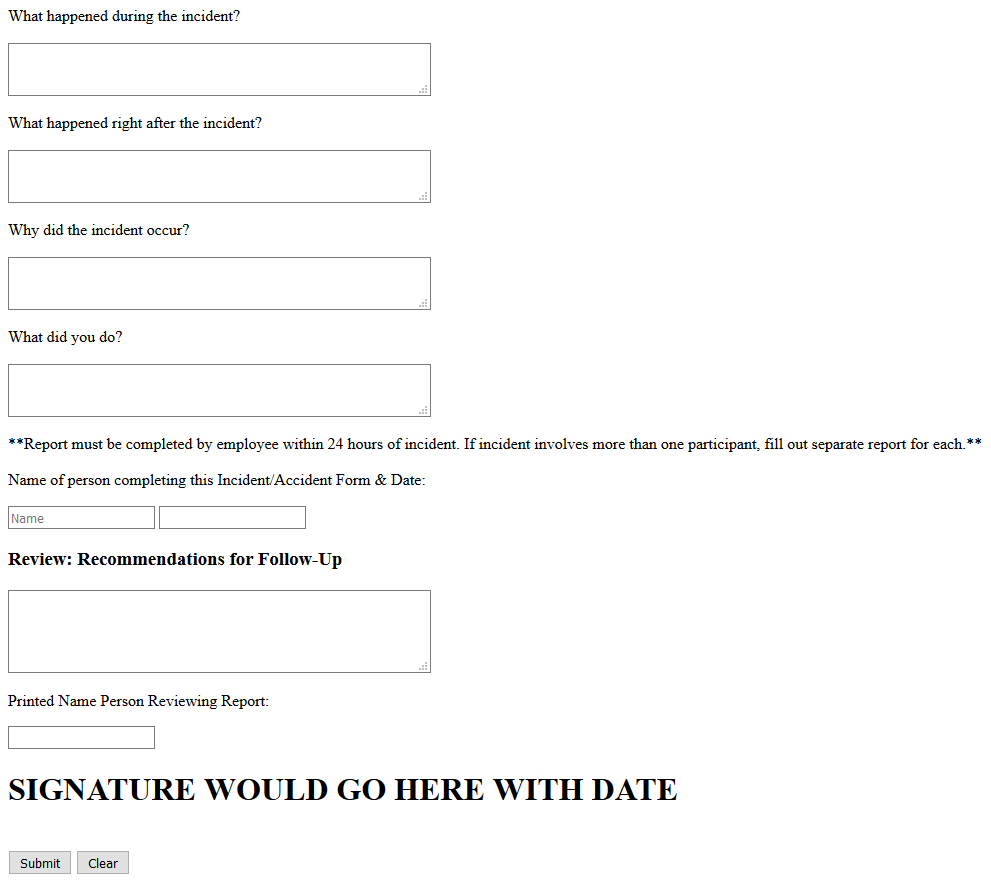 What happened during the incident?
What happened right after the incident?
Why did the incident occur?
What did you do?
**Report must be completed by employee within 24 hours of incident. If incident involves more than one participant, fill out separate report for each.**
Name of person completing this Incident/Accident Form & Date:
Name
Review: Recommendations for Follow-Up
Printed Name Person Reviewing Report:
SIGNATURE WOULD GO HERE WITH DATE
Submit Clear